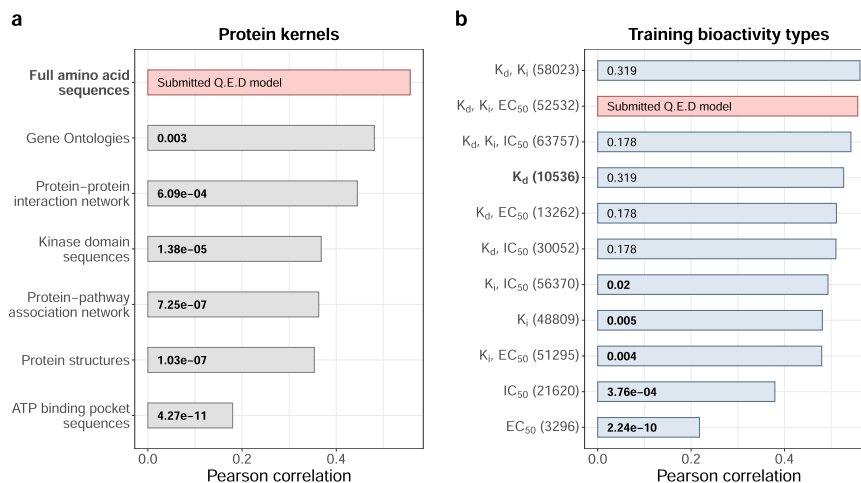 a
Protein kernels
Full amino acid
sequences
Submitted Q.E.D model
Gene Ontologies
0.003
Protein–protein
interaction network
6.09e−04
Kinase domain
sequences
1.38e−05
Protein–pathway
association network
7.25e−07
Protein structures
1.03e−07
ATP binding pocket
sequences
4.27e−11
0.0 0.2 0.4
Pearson correlation
b
Training bioactivity types
Kd, Ki (58023)
0.319
Kd, Ki, EC50 (52532)
Submitted Q.E.D model
Kd, Ki, IC50 (63757)
0.178
Kd (10536)
0.319
Kd, EC50 (13262)
0.178
Kd, IC50 (30052)
0.178
Ki, IC50 (56370)
0.02
Ki (48809)
0.005
Ki, EC50 (51295)
0.004
IC50 (21620)
3.76e−04
EC50 (3296)
2.24e−10
0.0 0.2 0.4
Pearson correlation